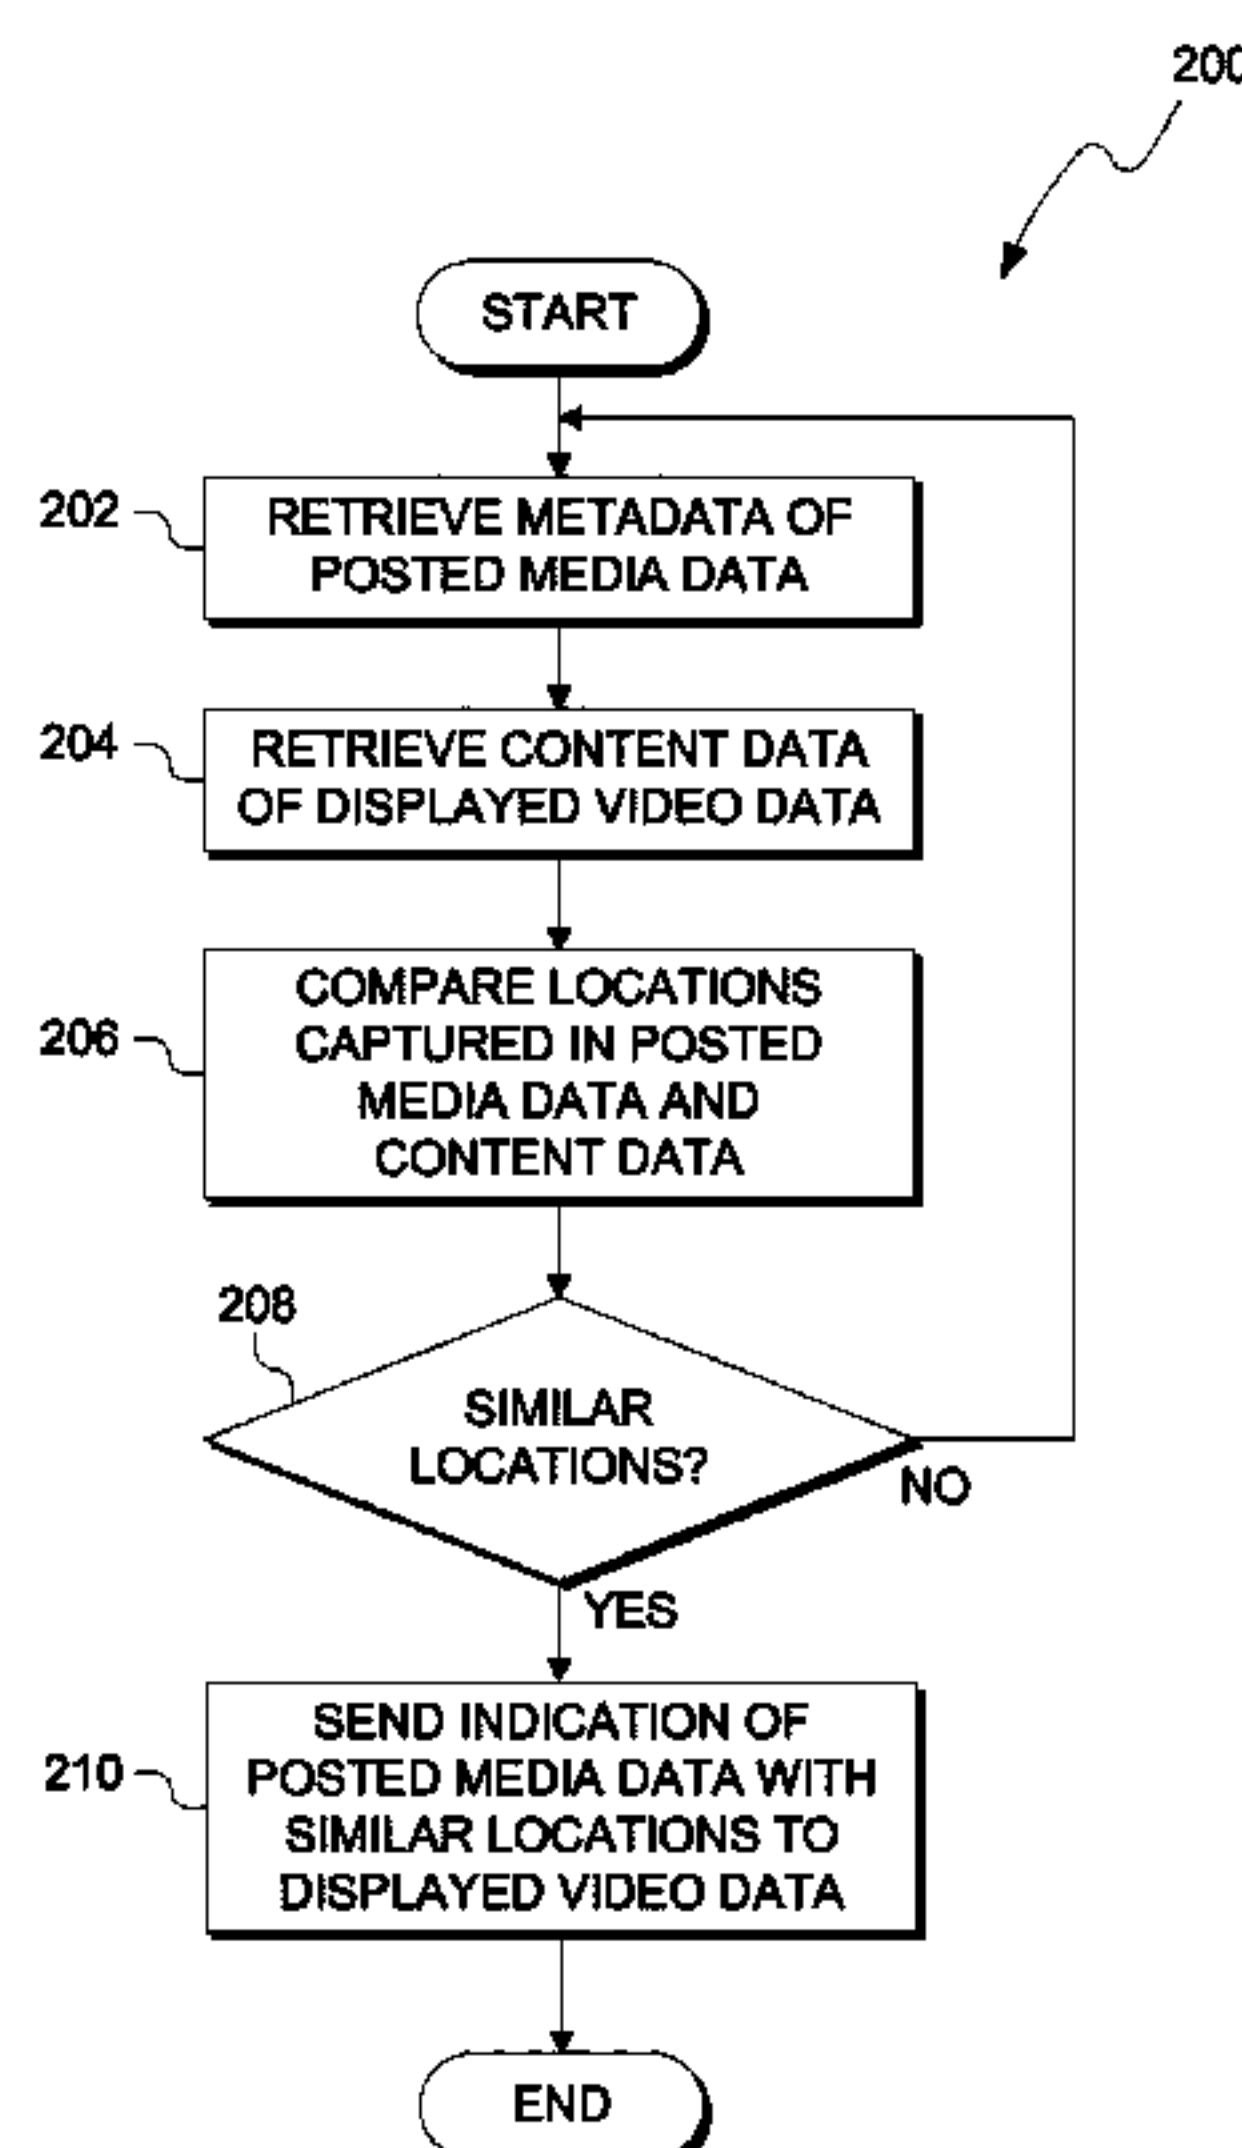 200
START
202
RETRIEVE METADATA OF
POSTED MEDIA DATA
204
RETRIEVE CONTENT DATA
OF DISPLAYED VIDEO DATA
206
COMPARE LOCATIONS
CAPTURED IN POSTED
MEDIA DATA AND
CONTENT DATA
208
SIMILAR
LOCATIONS?
NO
YES
210
SEND INDICATION OF
POSTED MEDIA DATA WITH
SIMILAR LOCATIONS TO
DISPLAYED VIDEO DATA
END